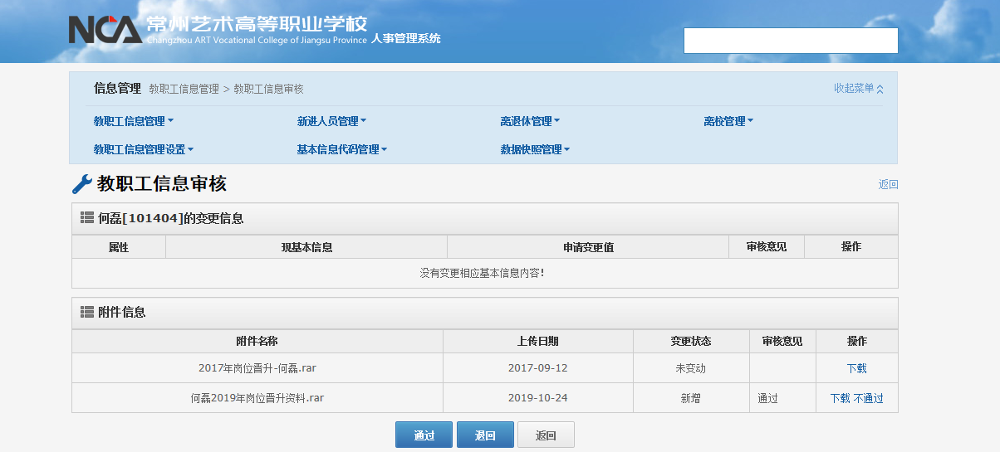 NCA 常州艺术高等职业学校
Changzhou ART Vocational College of Jiangsu Province 人事管理系统
信息管理 教职工信息管理 > 教职工信息审核 收起菜单
教职工信息管理 新进人员管理 离退休管理 离校管理
教职工信息管理设置 基本信息代码管理 数据快照管理
教职工信息审核 返回
何磊[101404]的变更信息
属性 现基本信息 申请变更值 审核意见 操作
没有变更相应基本信息内容!
附件信息
附件名称 上传日期 变更状态 审核意见 操作
2017年岗位晋升-何磊.rar 2017-09-12 未变动 下载
何磊2019年岗位晋升资料.rar 2019-10-24 新增 通过 下载 不通过
通过 退回 返回